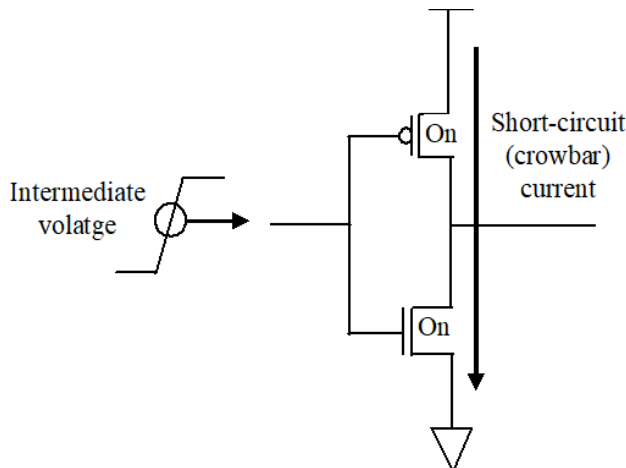 On
Short-circuit
(crowbar)
current
Intermediate
volatge
On